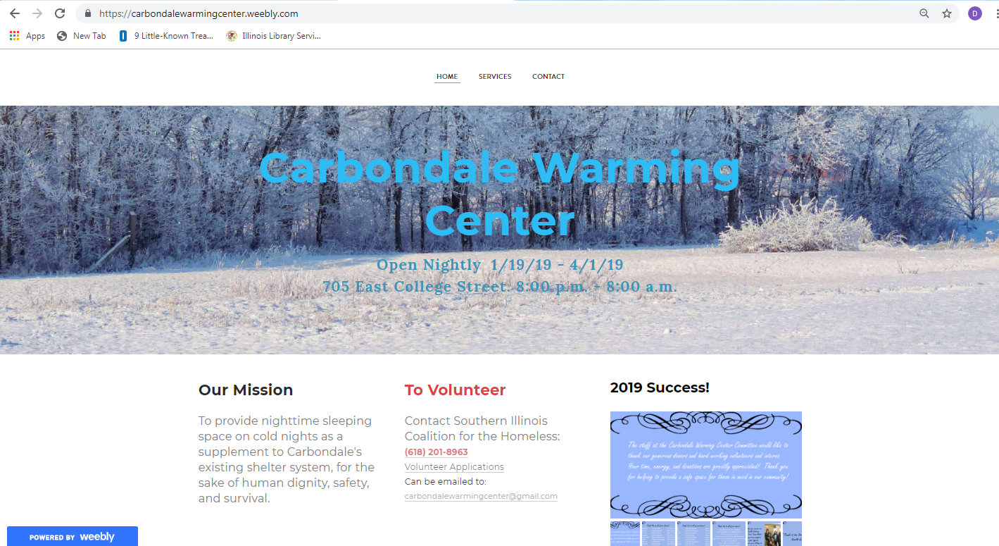 https://carbondalewarmingcenter.weebly.com
D
Apps
New Tab
9 Little-Known Trea...
Illinois Library Servi...
HOME
SERVICES
CONTACT
Carbondale Warming
Center
Open Nightly 1/19/19 - 4/1/19
705 East College Street. 8:00 p.m. - 8:00 a.m.
Our Mission
To provide nighttime sleeping
space on cold nights as a
supplement to Carbondale's
existing shelter system, for the
sake of human dignity, safety,
and survival.
To Volunteer
Contact Southern Illinois
Coalition for the Homeless:
(618) 201-8963
Volunteer Applications
Can be emailed to:
carbondalewarmingcenter@gmail.com
2019 Success!
The staff at the Carbondale Warming Center Committee would like to
thank our generous donors and hard working volunteers and interns.
Your time, energy, and donations are greatly appreciated! Thank you
for helping to provide a safe space for those in need in our community!
POWERED BY weebly